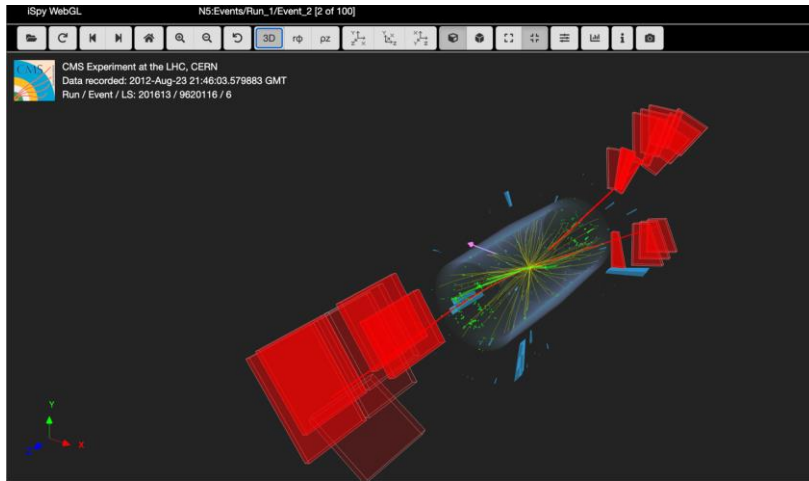 iSpy WebGL N5:Events/Run_1/Event_2 [2 of 100]
3D rφ ρz
CMS Experiment at the LHC, CERN
Data recorded: 2012-Aug-23 21:46:03.579883 GMT
Run / Event / LS: 201613 / 9620116 / 6
CMS
Y
X
Z